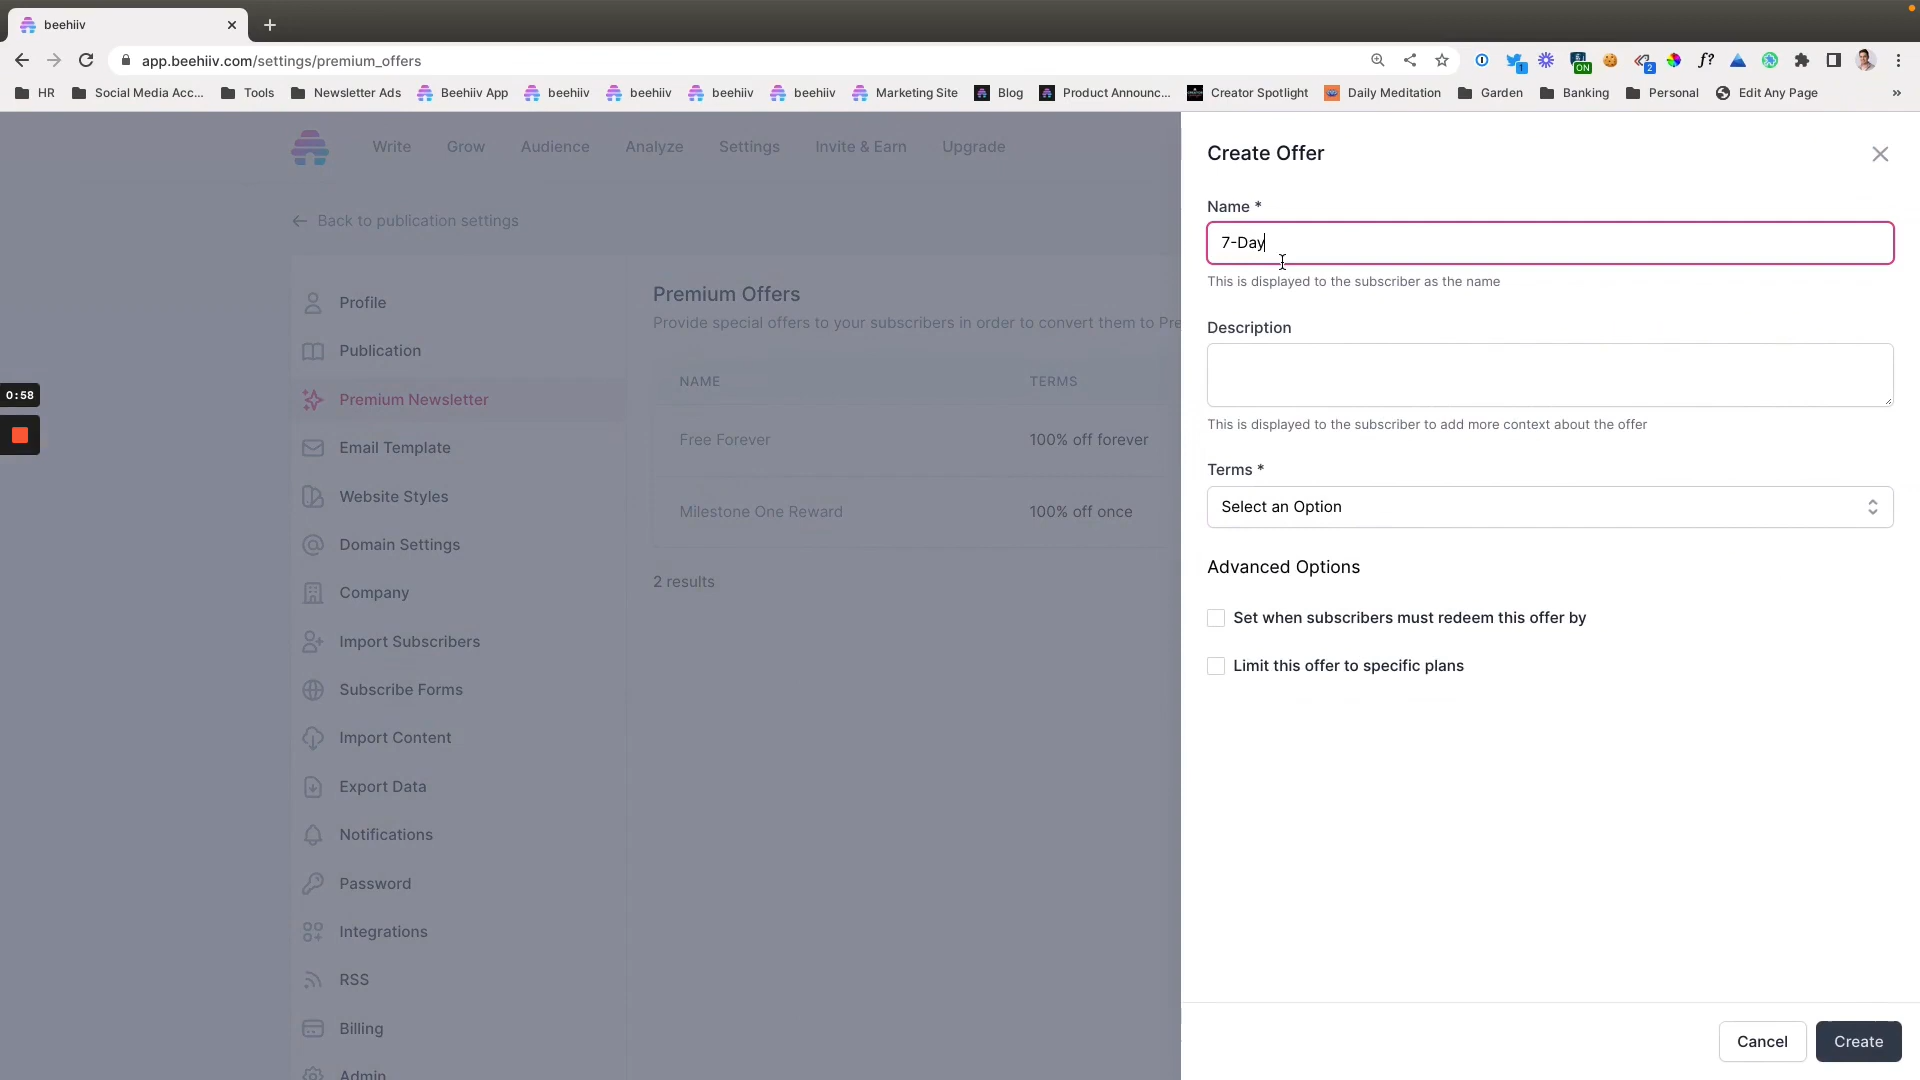 beehiiv
app.beehiiv.com/settings/premium_offers
1
ON
2
f?
HR
Social Media Acc...
Tools
Newsletter Ads
Beehiiv App
beehiiv
beehiiv
beehiiv
beehiiv
Marketing Site
Blog
Product Announc...
Creator Spotlight
Daily Meditation
Garden
Banking
Personal
Edit Any Page
»
Write
Grow
Audience
Analyze
Settings
Invite & Earn
Upgrade
Back to publication settings
Profile
Publication
Premium Newsletter
Email Template
Website Styles
Domain Settings
Company
Import Subscribers
Subscribe Forms
Import Content
Export Data
Notifications
Password
Integrations
RSS
Billing
Admin
0:58
Premium Offers
Provide special offers to your subscribers in order to convert them to Pre
NAME TERMS
Free Forever 100% off forever
Milestone One Reward 100% off once
2 results
Create Offer
Name *
7-Day
This is displayed to the subscriber as the name
Description
This is displayed to the subscriber to add more context about the offer
Terms *
Select an Option
Advanced Options
Set when subscribers must redeem this offer by
Limit this offer to specific plans
Cancel
Create